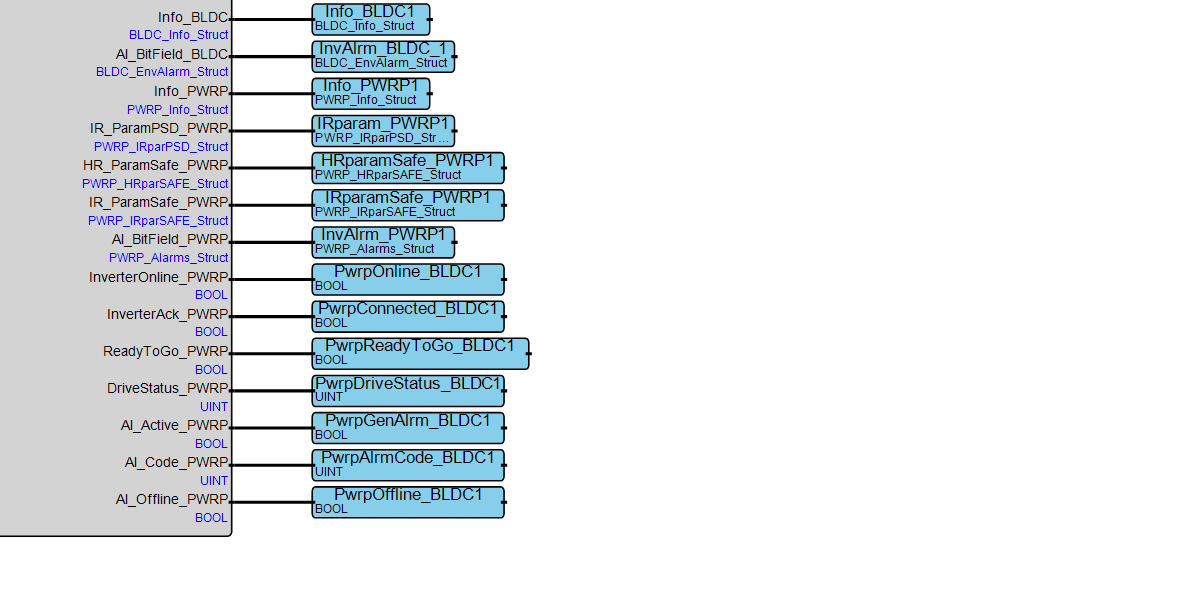 Info_BLDC
BLDC_Info_Struct
Info_BLDC1
BLDC_Info_Struct
Al_BitField_BLDC
BLDC_EnvAlarm_Struct
InvAlrm_BLDC_1
BLDC_EnvAlarm_Struct
Info_PWRP
PWRP_Info_Struct
Info_PWRP1
PWRP_Info_Struct
IR_ParamPSD_PWRP
PWRP_IRparPSD_Struct
IRparam_PWRP1
PWRP_IRparPSD_Str...
HR_ParamSafe_PWRP
PWRP_HRparSAFE_Struct
HRparamSafe_PWRP1
PWRP_HRparSAFE_Struct
IR_ParamSafe_PWRP
PWRP_IRparSAFE_Struct
IRparamSafe_PWRP1
PWRP_IRparSAFE_Struct
Al_BitField_PWRP
PWRP_Alarms_Struct
InvAlrm_PWRP1
PWRP_Alarms_Struct
InverterOnline_PWRP
BOOL
PwrpOnline_BLDC1
BOOL
InverterAck_PWRP
BOOL
PwrpConnected_BLDC1
BOOL
ReadyToGo_PWRP
BOOL
PwrpReadyToGo_BLDC1
BOOL
DriveStatus_PWRP
UINT
PwrpDriveStatus_BLDC1
UINT
Al_Active_PWRP
BOOL
PwrpGenAlrm_BLDC1
BOOL
Al_Code_PWRP
UINT
PwrpAlrmCode_BLDC1
UINT
Al_Offline_PWRP
BOOL
PwrpOffline_BLDC1
BOOL